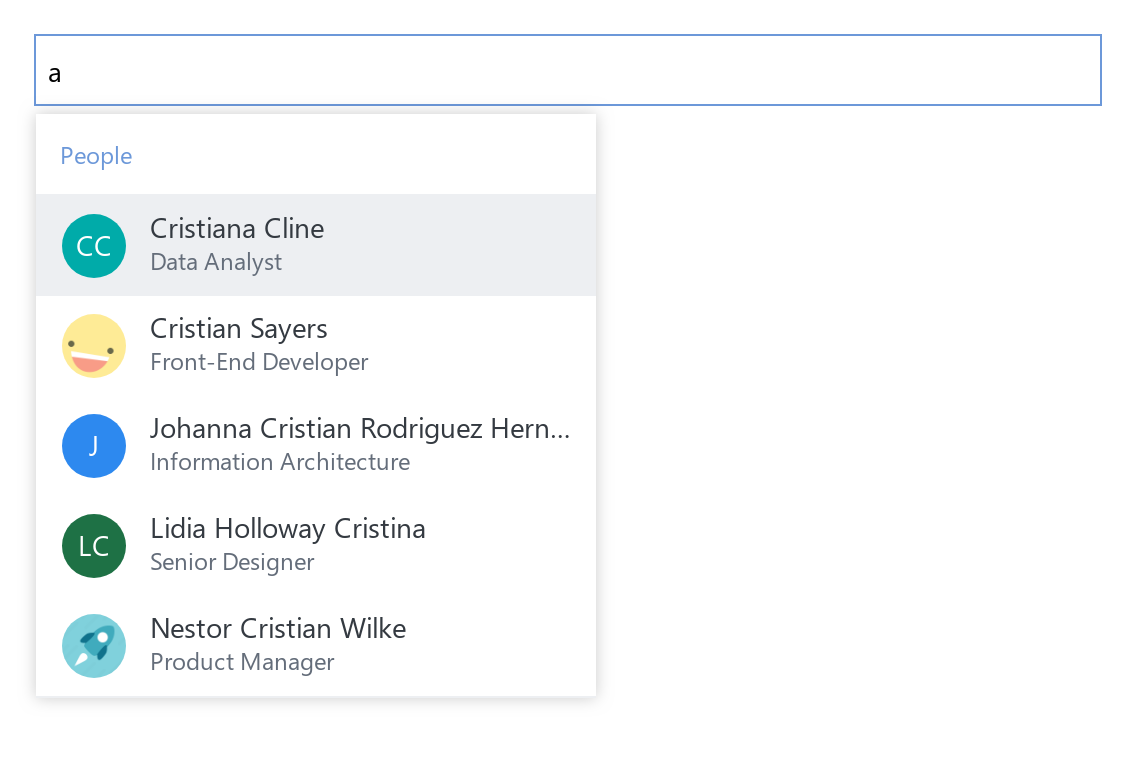 a
People
CC
Cristiana Cline
Data Analyst
Cristian Sayers
Front-End Developer
J
Johanna Cristian Rodriguez Hern...
Information Architecture
LC
Lidia Holloway Cristina
Senior Designer
Nestor Cristian Wilke
Product Manager